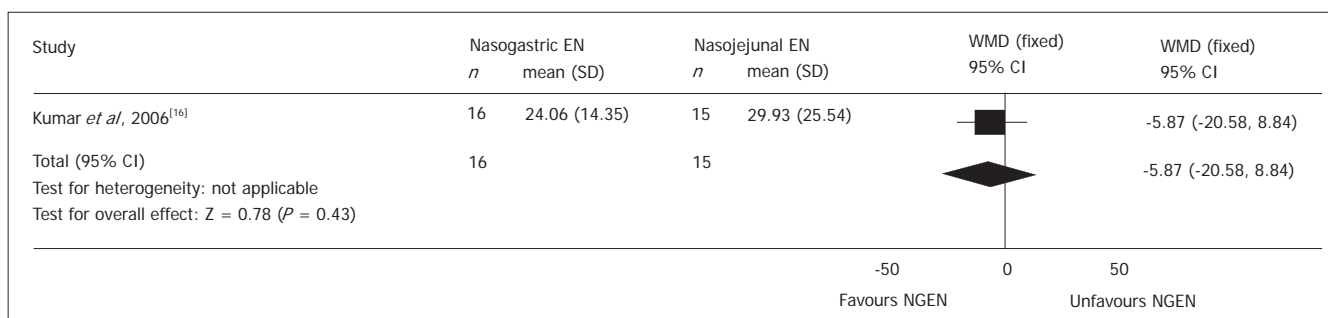 Study Nasogastric EN Nasojejunal EN WMD (fixed) WMD (fixed)
n mean (SD) n mean (SD) 95% CI 95% CI
Kumar et al, 2006[16] 16 24.06 (14.35) 15 29.93 (25.54) -5.87 (-20.58, 8.84)
Total (95% CI) 16 15 -5.87 (-20.58, 8.84)
Test for heterogeneity: not applicable
Test for overall effect: Z = 0.78 (P = 0.43)
-50 0 50
Favours NGEN Unfavours NGEN